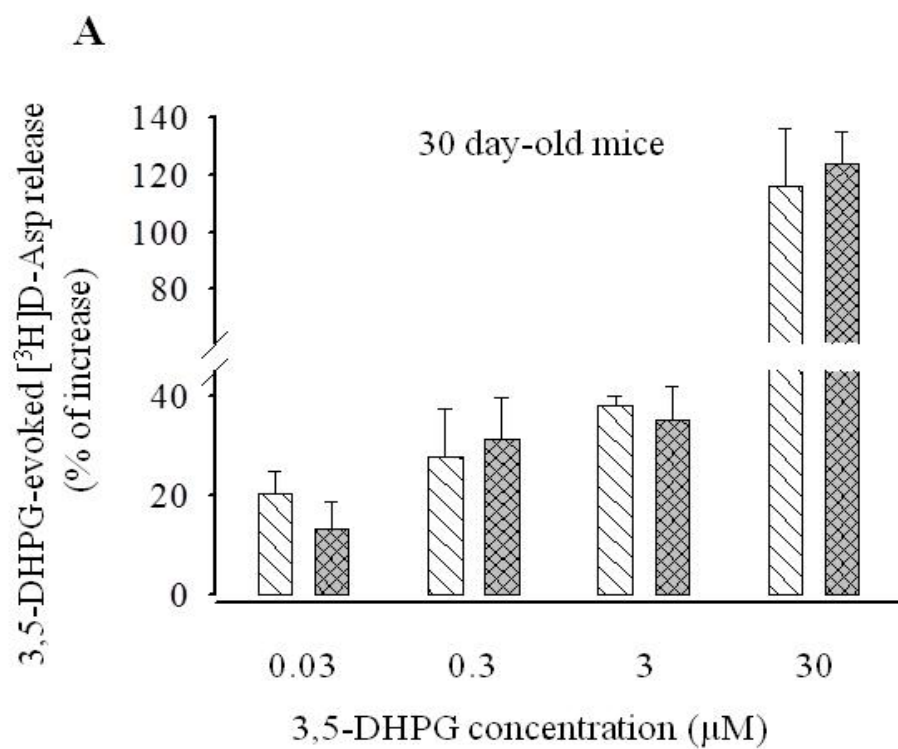 A
3,5-DHPG-evoked [³H]D-Asp release
(% of increase)
140
120
100
80
40
20
0
30 day-old mice
0.03 0.3 3 30
3,5-DHPG concentration (µM)